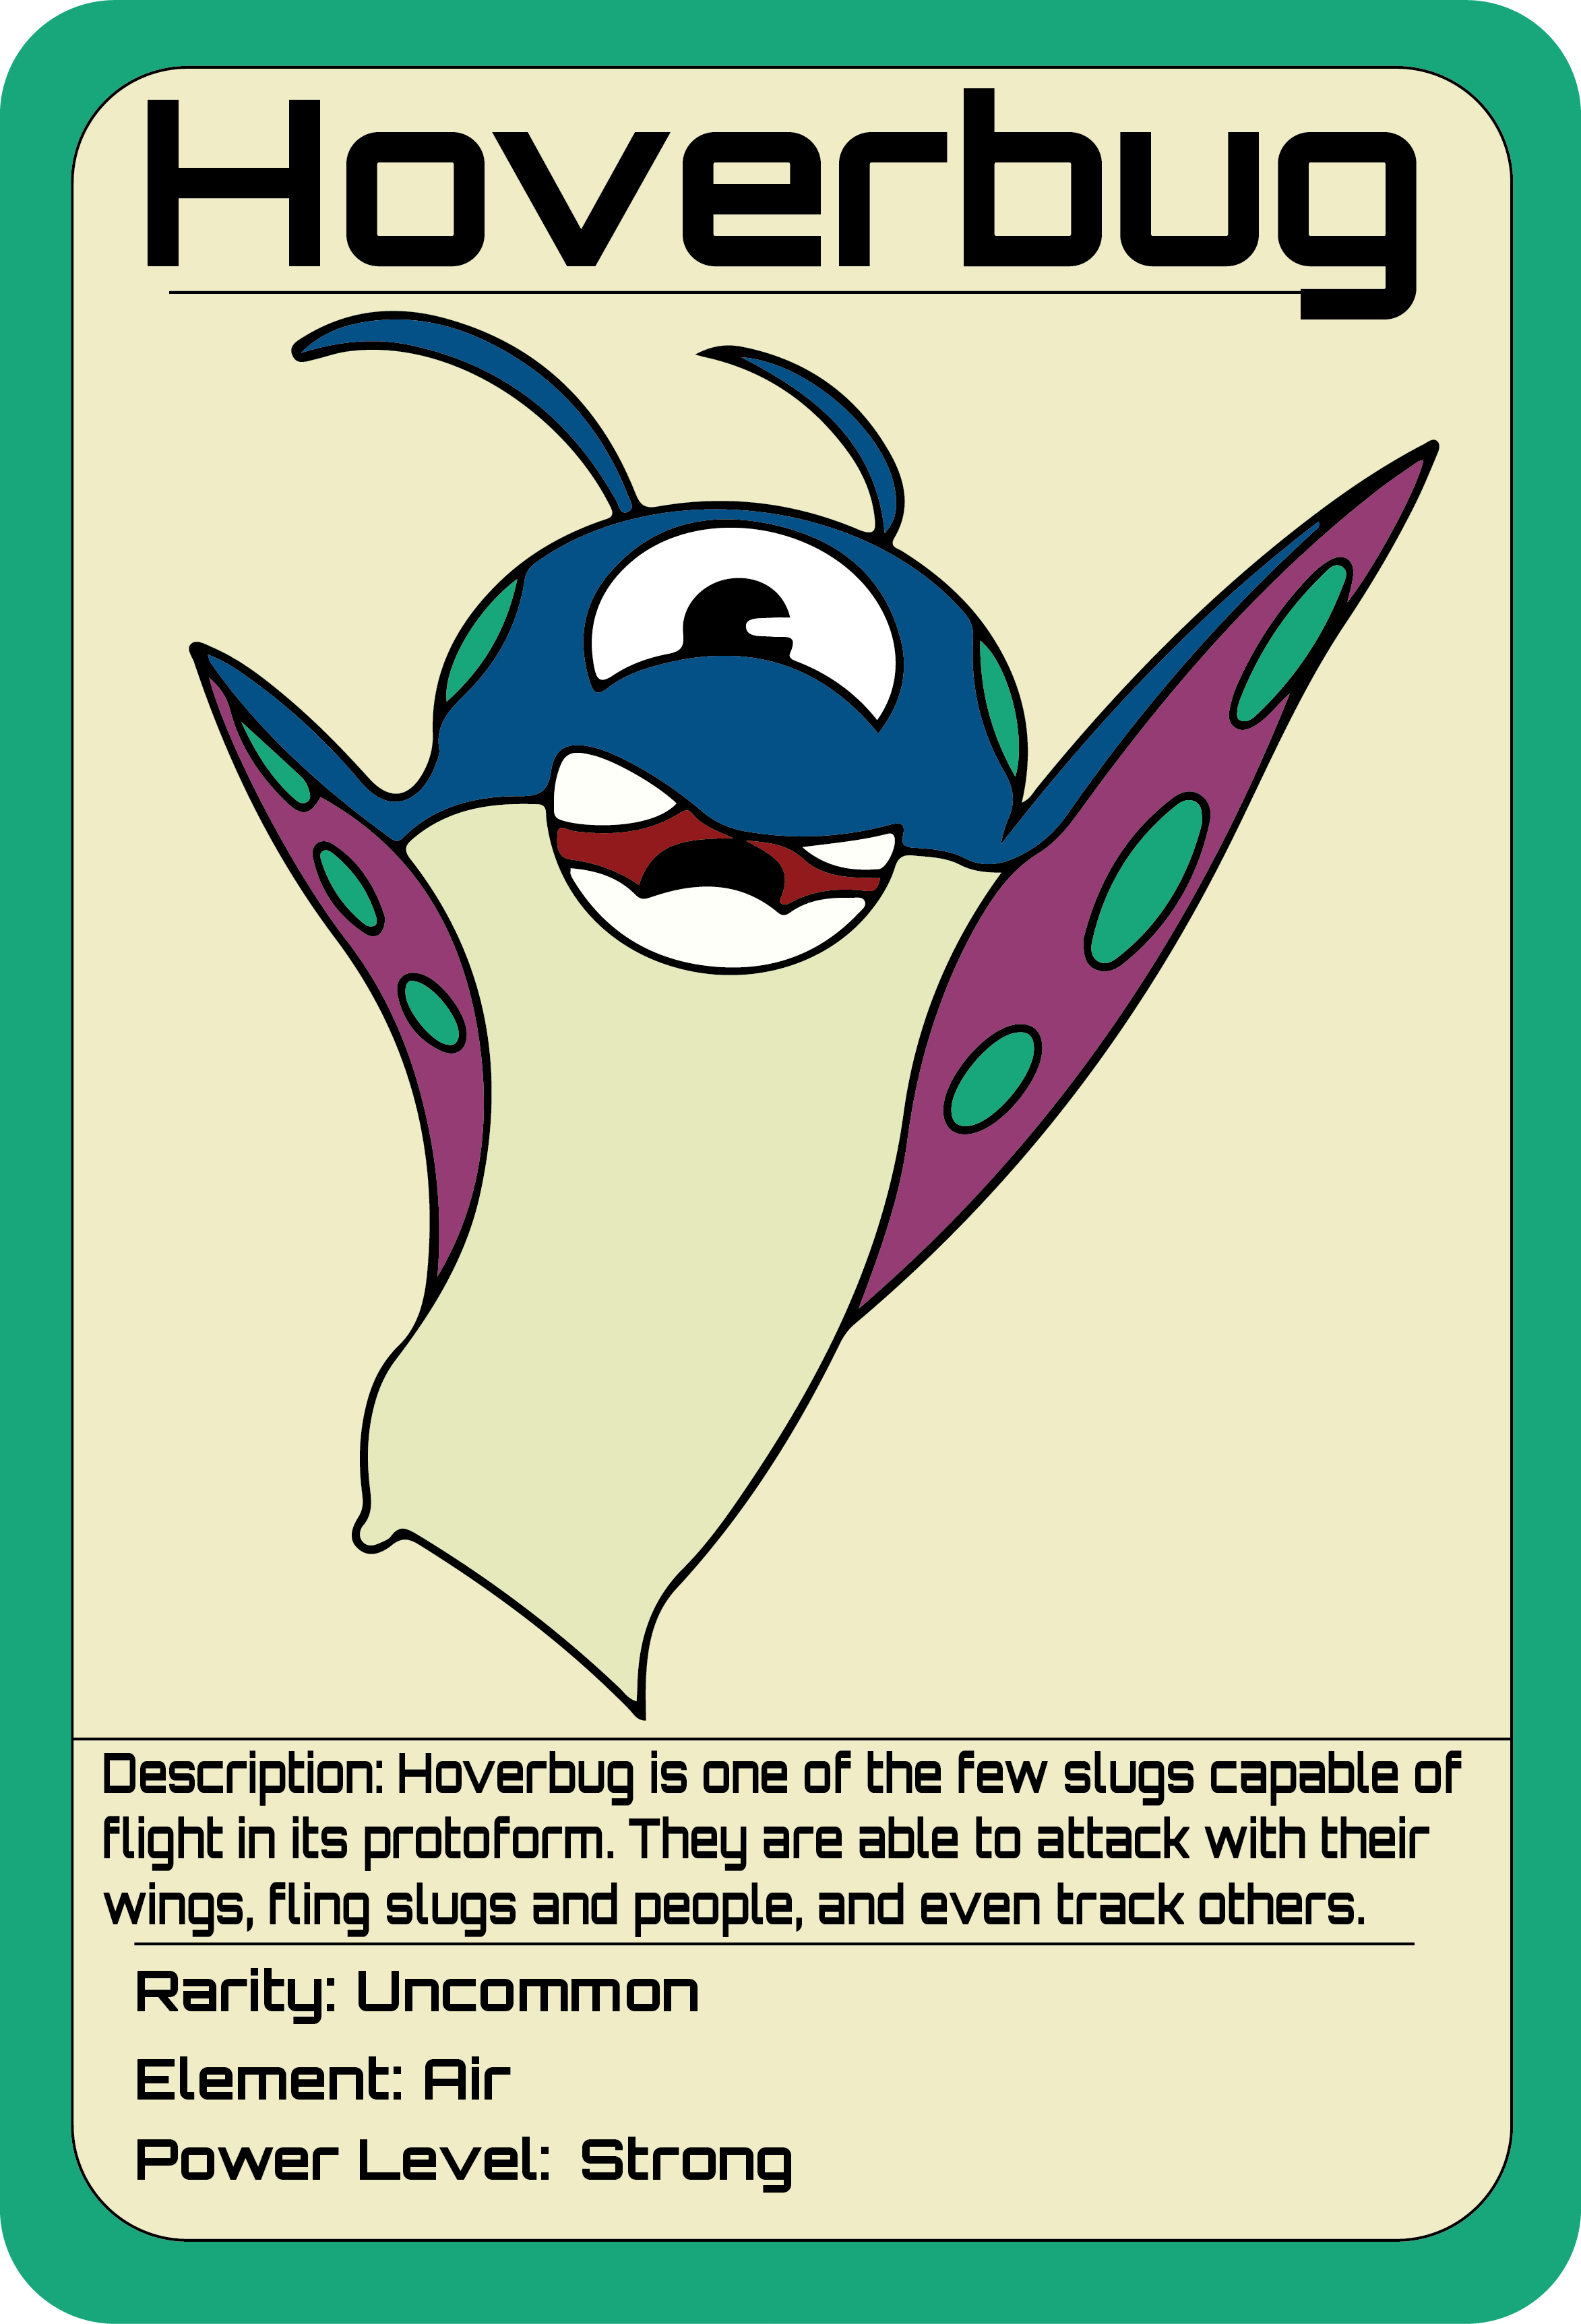 Hoverbug
Description: Hoverbug is one of the few slugs capable of
flight in its protoform. They are able to attack with their
wings, fling slugs and people, and even track others.
Rarity: Uncommon
Element: Air
Power Level: Strong